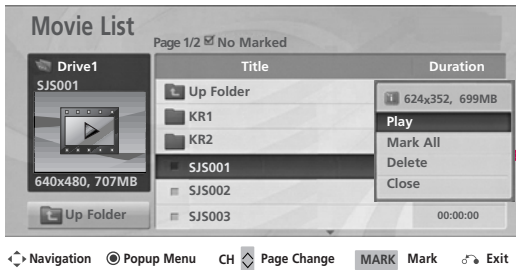 Movie List
Page 1/2 No Marked
Drive1
SJS001
640x480, 707MB
Up Folder
Title Duration
Up Folder
KR1
KR2
SJS001
SJS002
SJS003 00:00:00
624x352, 699MB
Play
Mark All
Delete
Close
Navigation Popup Menu CH Page Change MARK Mark Exit